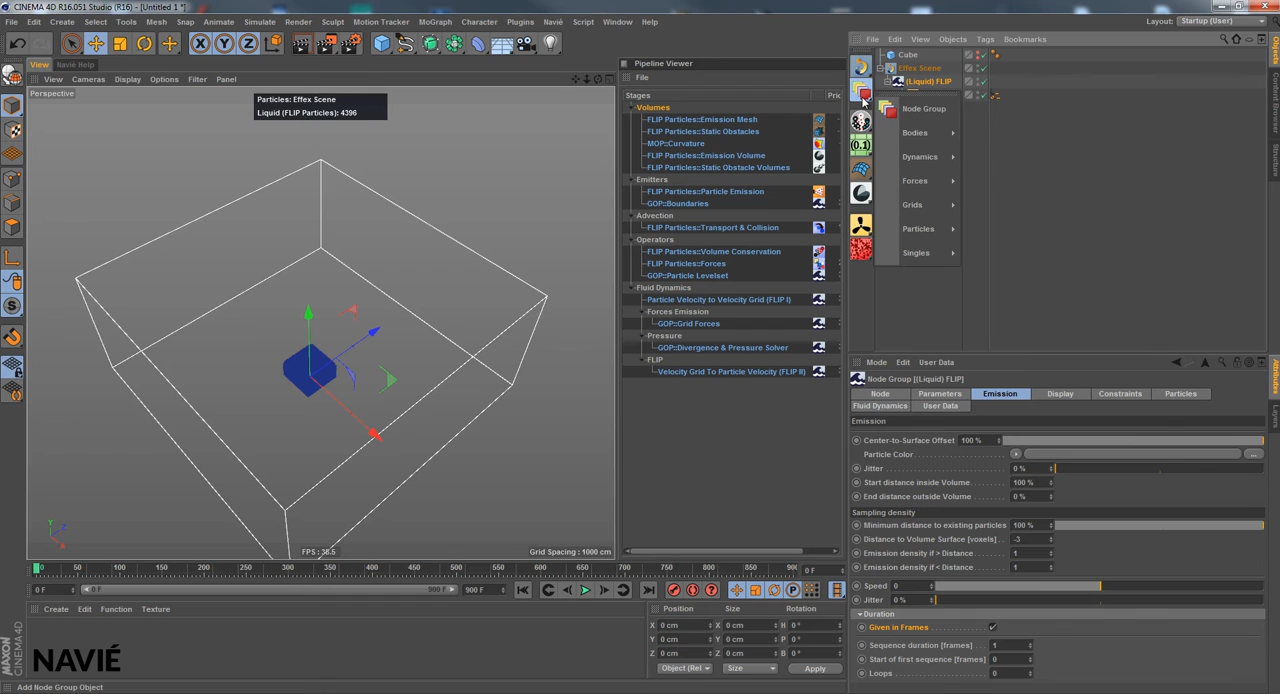 CINEMA 4D R16.051 Studio (R16) - [Untitled 1 *]
File Edit Create Select Tools Mesh Snap Animate Simulate Render Sculpt Motion Tracker MoGraph Character Plugins Naviè Script Window Help
Layout: Startup (User)
View Naviè Help
View Cameras Display Options Filter Panel
Perspective
Particles: Effex Scene
Liquid (FLIP Particles): 4396
FPS : 38.5
Grid Spacing : 1000 cm
Pipeline Viewer
File
Stages
Volumes
FLIP Particles::Emission Mesh
FLIP Particles::Static Obstacles
MOP::Curvature
FLIP Particles::Emission Volume
FLIP Particles::Static Obstacle Volumes
Emitters
FLIP Particles::Particle Emission
GOP::Boundaries
Advection
FLIP Particles::Transport & Collision
Operators
FLIP Particles::Volume Conservation
FLIP Particles::Forces
GOP::Particle Levelset
Fluid Dynamics
Particle Velocity to Velocity Grid (FLIP I)
Forces Emission
GOP::Grid Forces
Pressure
GOP::Divergence & Pressure Solver
FLIP
Velocity Grid To Particle Velocity (FLIP II)
File Edit View Objects Tags Bookmarks
Cube
Effex Scene
(Liquid) FLIP
Node Group
Bodies
Dynamics
Forces
Grids
Particles
Singles
Objects
Content Browser
Structure
Mode Edit User Data
Node Group [(Liquid) FLIP]
Node Parameters Emission Display Constraints Particles
Fluid Dynamics User Data
Emission
Center-to-Surface Offset 100 %
Particle Color
Jitter 0 %
Start distance inside Volume 100 %
End distance outside Volume 0 %
Sampling density
Minimum distance to existing particles 100 %
Distance to Volume Surface [voxels] -3
Emission density if > Distance 1
Emission density if < Distance 1
Speed 0
Jitter 0 %
Duration
Given in Frames
Sequence duration [frames] 1
Start of first sequence [frames] 0
Loops 0
Attributes
Layers
0 50 100 150 200 250 300 350 400 450 500 550 600 650 700 750 800 850 900
0 F
0 F 0 F 900 F 900 F
Create Edit Function Texture
Position Size Rotation
X 0 cm X 0 cm H 0 °
Y 0 cm Y 0 cm P 0 °
Z 0 cm Z 0 cm B 0 °
Object (Rel Size Apply
MAXON CINEMA 4D
NAVIÉ
Add Node Group Object